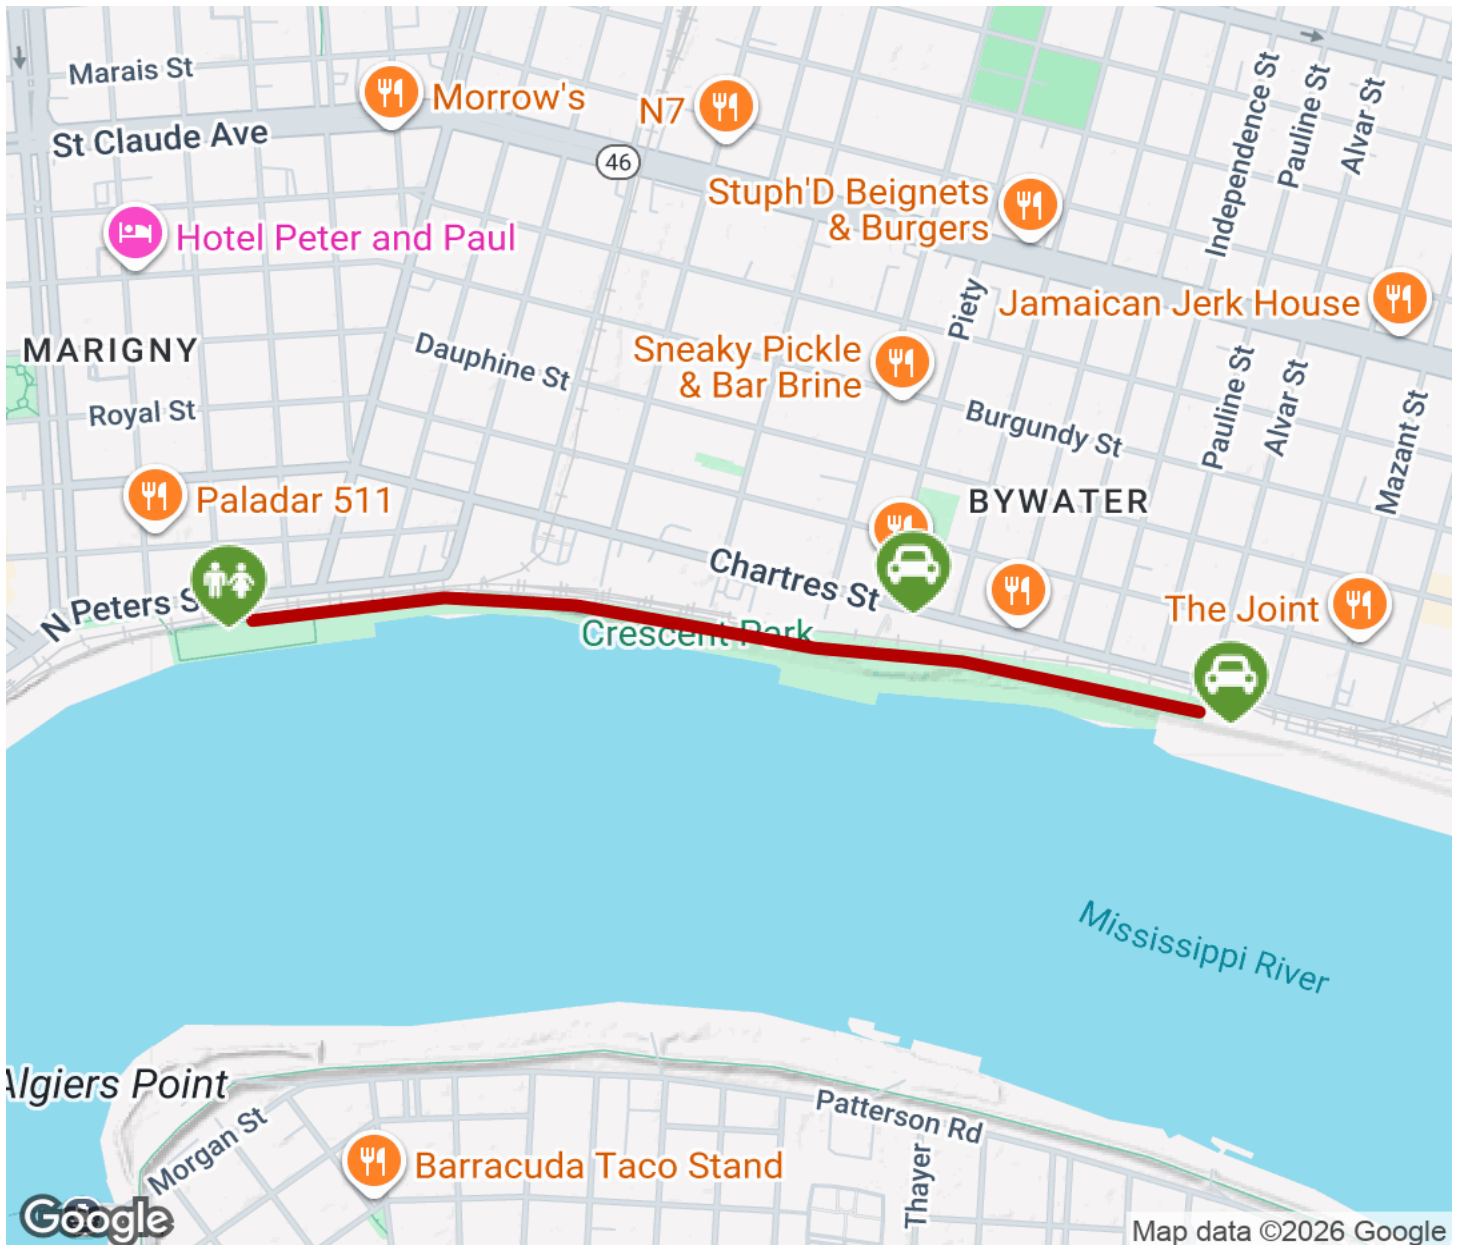 Marais St
Morrow's
N7
St Claude Ave
46
Independence St
Pauline St
Alvar St
Stuph'D Beignets
& Burgers
Hotel Peter and Paul
Piety
Jamaican Jerk House
MARIGNY
Dauphine St
Sneaky Pickle
& Bar Brine
Pauline St
Alvar St
Royal St
Burgundy St
Mazant St
Paladar 511
BYWATER
Chartres St
N Peters S
The Joint
Crescent Park
Mississippi River
Algiers Point
Morgan St
Patterson Rd
Barracuda Taco Stand
Thayer
Google
Map data ©2026 Google